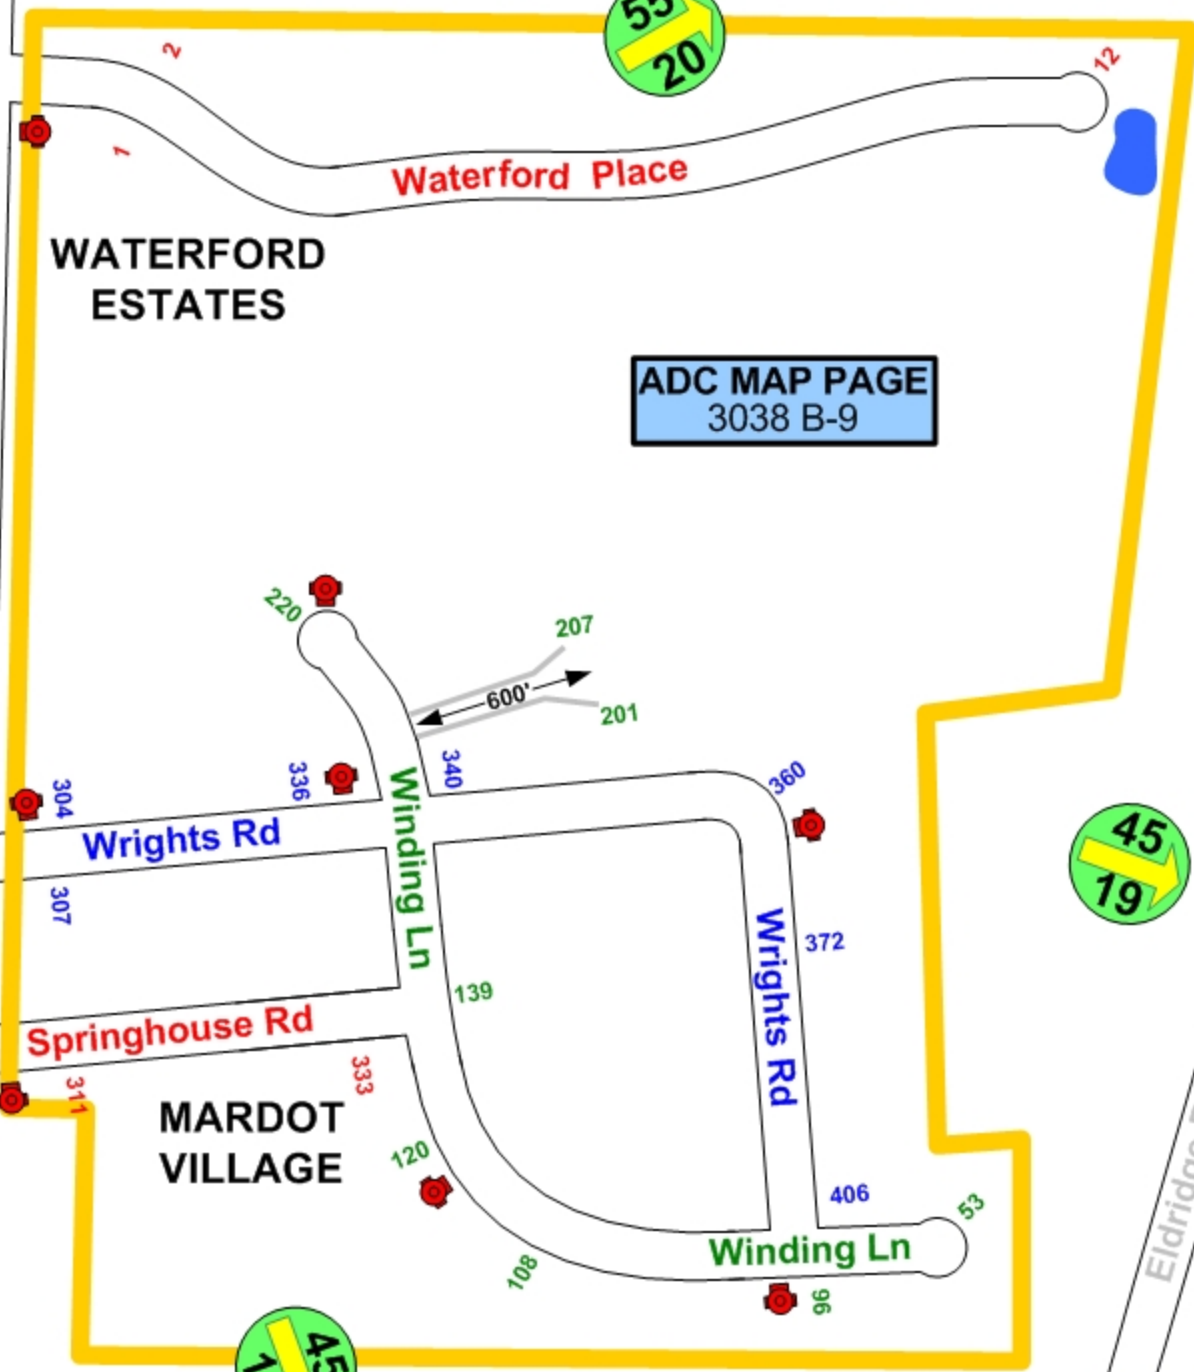 55
20
2
12
1
Waterford Place
WATERFORD
ESTATES
ADC MAP PAGE
3038 B-9
220
207
600'
201
304
336
340
360
Wrights Rd
Winding Ln
45
19
307
372
Wrights Rd
139
Springhouse Rd
311
333
MARDOT
VILLAGE
120
406
53
Eldridge
Winding Ln
108
96
45